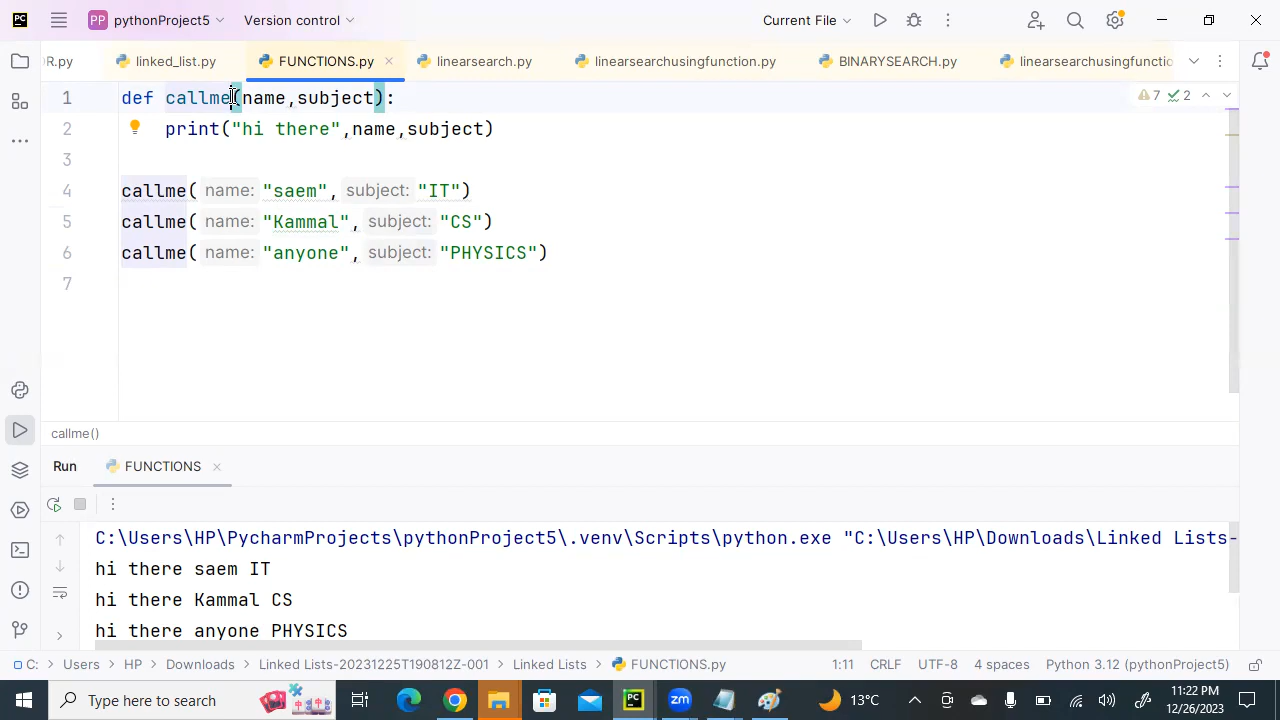 PC PP pythonProject5 Version control Current File
OR.py linked_list.py FUNCTIONS.py linearsearch.py linearsearchusingfunction.py BINARYSEARCH.py linearsearchusingfunctio
1 def callme(name,subject): 7 2
2 print("hi there",name,subject)
3
4 callme( name: "saem", subject: "IT")
5 callme( name: "Kammal", subject: "CS")
6 callme( name: "anyone", subject: "PHYSICS")
7
callme()
Run FUNCTIONS
C:\Users\HP\PycharmProjects\pythonProject5\.venv\Scripts\python.exe "C:\Users\HP\Downloads\Linked Lists-
hi there saem IT
hi there Kammal CS
hi there anyone PHYSICS
C: Users HP Downloads Linked Lists-20231225T190812Z-001 Linked Lists FUNCTIONS.py 1:11 CRLF UTF-8 4 spaces Python 3.12 (pythonProject5)
Type here to search PC zm 13°C 11:22 PM
12/26/2023